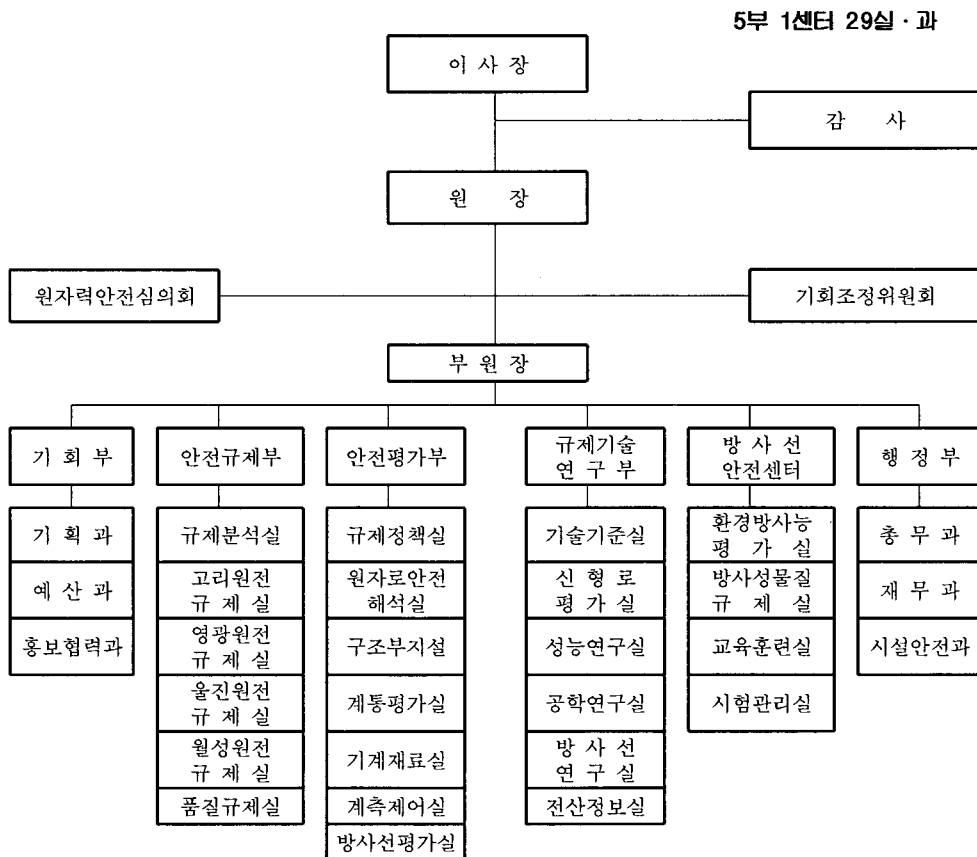 5부 1센터 29실·과
이 사 장
감 사
원 장
원자력안전심의회
기회조정위원회
부 원 장
기 회 부
안전규제부
안전평가부
규제기술
연 구 부
방 사 선
안전센터
행 정 부
기 획 과
예 산 과
홍보협력과
규제분석실
고리원전
규 제 실
영광원전
규 제 실
울진원전
규 제 실
월성원전
규 제 실
품질규제실
규제정책실
원자로안전
해석실
구조부지설
계통평가실
기계재료실
계측제어실
방사선평가실
기술기준실
신 형 로
평 가 실
성능연구실
공학연구실
방 사 선
연 구 실
전산정보실
환경방사능
평 가 실
방사성물질
규 제 실
교육훈련실
시험관리실
총 무 과
재 무 과
시설안전과